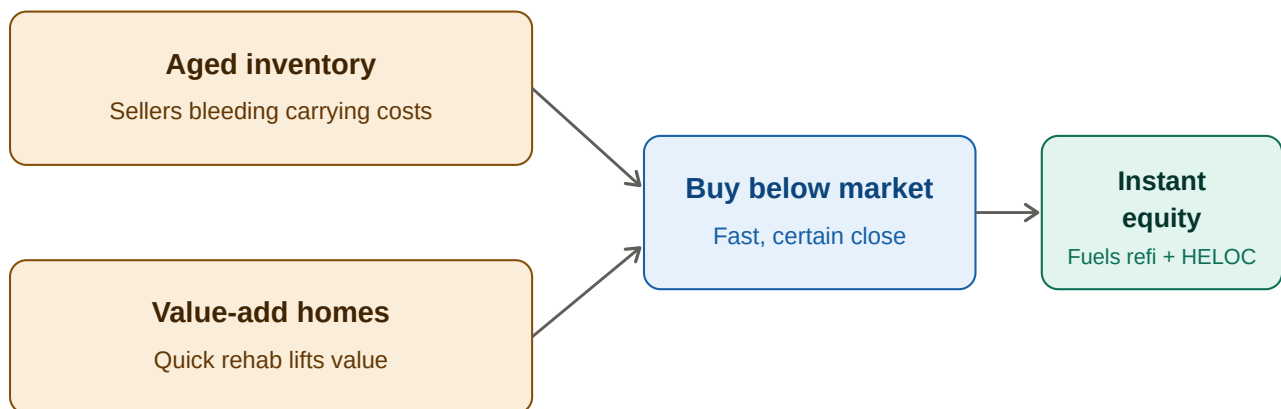 Aged inventory
Sellers bleeding carrying costs
Value-add homes
Quick rehab lifts value
Buy below market
Fast, certain close
Instant
equity
Fuels refi + HELOC